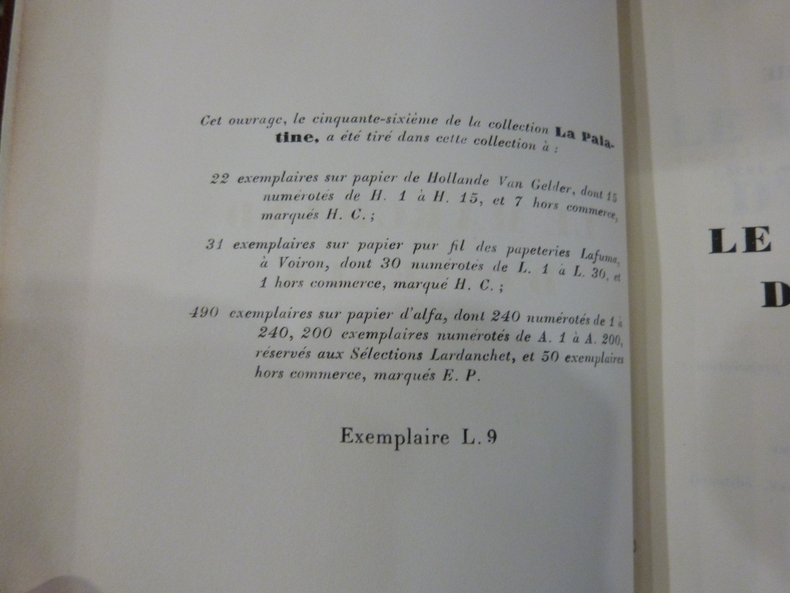 Cet ouvrage, le cinquante-sixième de la collection La Pala-
tine, a été tiré dans cette collection à :
22 exemplaires sur papier de Hollande Van Gelder, dont 15
numérotés de H. 1 à H. 15, et 7 hors commerce,
marqués H. C. ;
31 exemplaires sur papier pur fil des papeteries Lafuma,
à Voiron, dont 30 numérotés de L. 1 à L. 30, et
1 hors commerce, marqué H. C. ;
490 exemplaires sur papier d'alfa, dont 240 numérotés de 1 à
240, 200 exemplaires numérotés de A. 1 à A. 200,
réservés aux Sélections Lardanchet, et 50 exemplaires
hors commerce, marqués E. P.
Exemplaire L. 9
LE
D